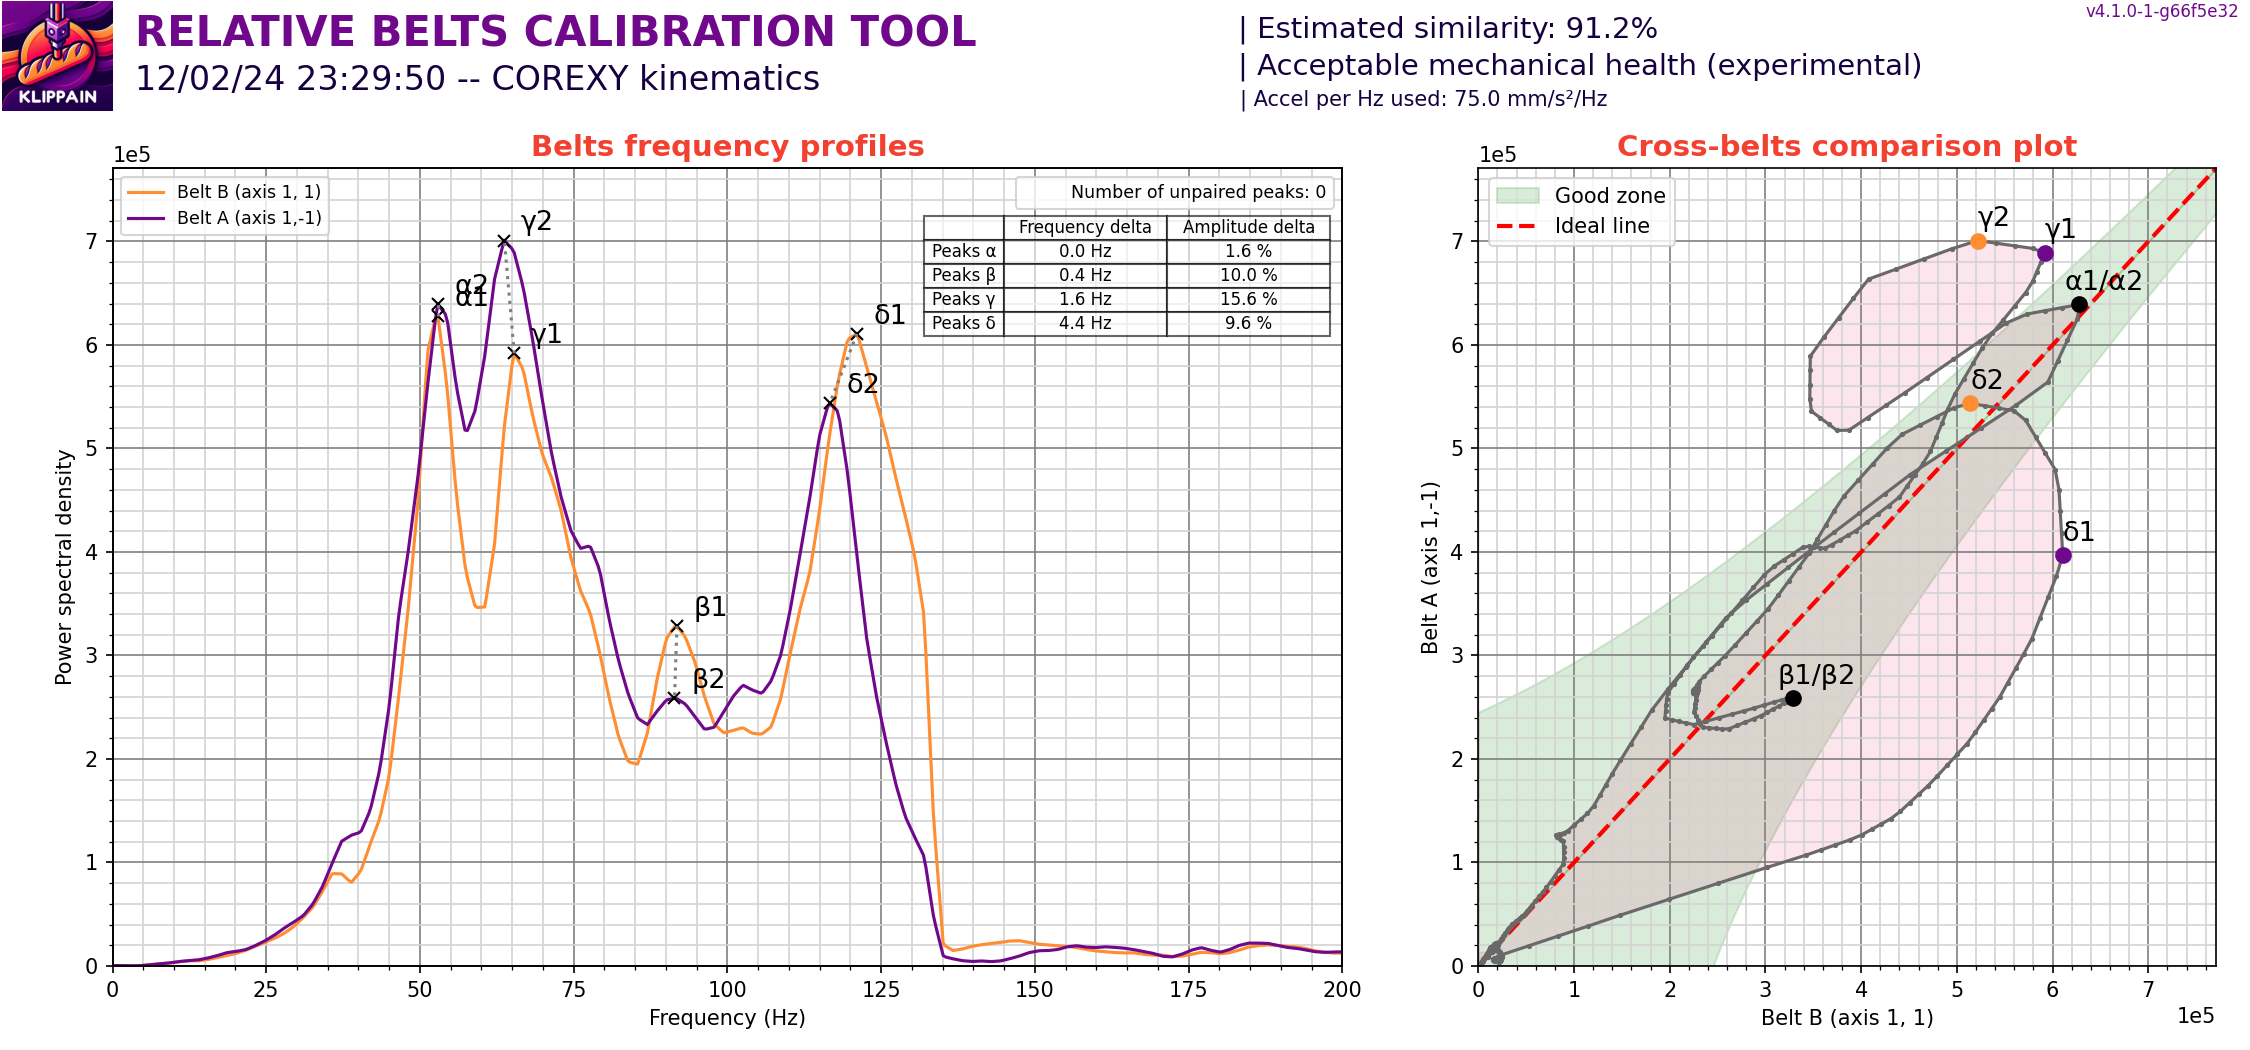 KLIPPAIN
RELATIVE BELTS CALIBRATION TOOL
12/02/24 23:29:50 -- COREXY kinematics
| Estimated similarity: 91.2%
| Acceptable mechanical health (experimental)
| Accel per Hz used: 75.0 mm/s²/Hz
v4.1.0-1-g66f5e32
Belts frequency profiles
1e5
Belt B (axis 1, 1)
Belt A (axis 1,-1)
Number of unpaired peaks: 0
Frequency delta Amplitude delta
Peaks α 0.0 Hz 1.6 %
Peaks β 0.4 Hz 10.0 %
Peaks γ 1.6 Hz 15.6 %
Peaks δ 4.4 Hz 9.6 %
γ2
α2
α1
γ1
δ1
δ2
β1
β2
7
6
5
4
3
2
1
0
Power spectral density
0 25 50 75 100 125 150 175 200
Frequency (Hz)
Cross-belts comparison plot
1e5
Good zone
Ideal line
γ2
γ1
α1/α2
δ2
δ1
β1/β2
7
6
5
4
3
2
1
0
Belt A (axis 1,-1)
0 1 2 3 4 5 6 7
Belt B (axis 1, 1)
1e5